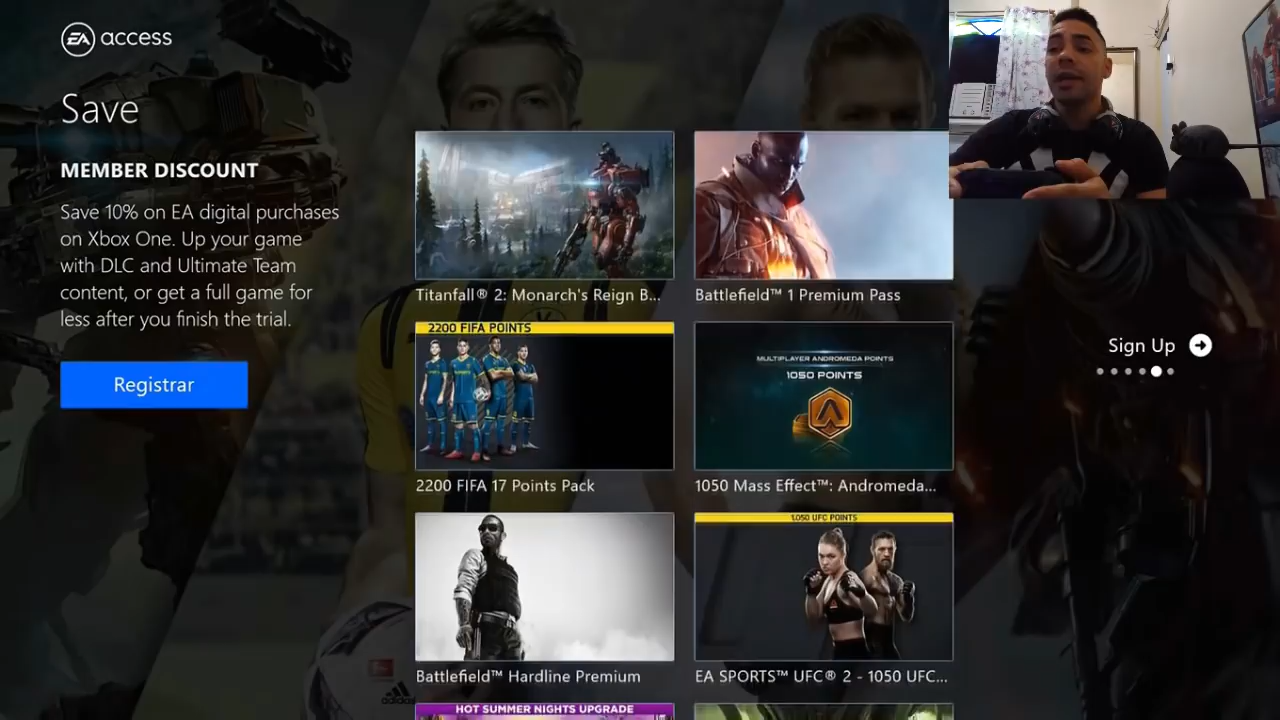 EA access
Save
MEMBER DISCOUNT
Save 10% on EA digital purchases
on Xbox One. Up your game
with DLC and Ultimate Team
content, or get a full game for
less after you finish the trial.
Registrar
Titanfall® 2: Monarch's Reign B...
Battlefield™ 1 Premium Pass
2200 FIFA POINTS
2200 FIFA 17 Points Pack
MULTIPLAYER ANDROMEDA POINTS
1050 POINTS
1050 Mass Effect™: Andromeda...
Battlefield™ Hardline Premium
1,050 UFC POINTS
EA SPORTS™ UFC® 2 - 1050 UFC...
HOT SUMMER NIGHTS UPGRADE
Sign Up
adidas